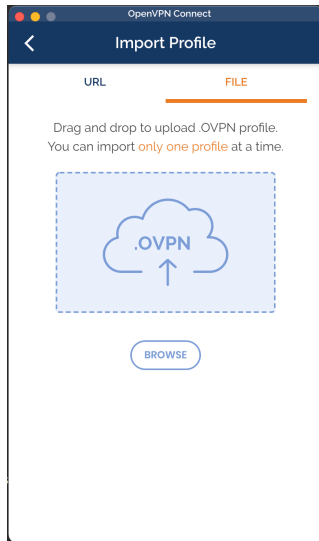 OpenVPN Connect
Import Profile
URL
FILE
Drag and drop to upload .OVPN profile.
You can import only one profile at a time.
.OVPN
BROWSE